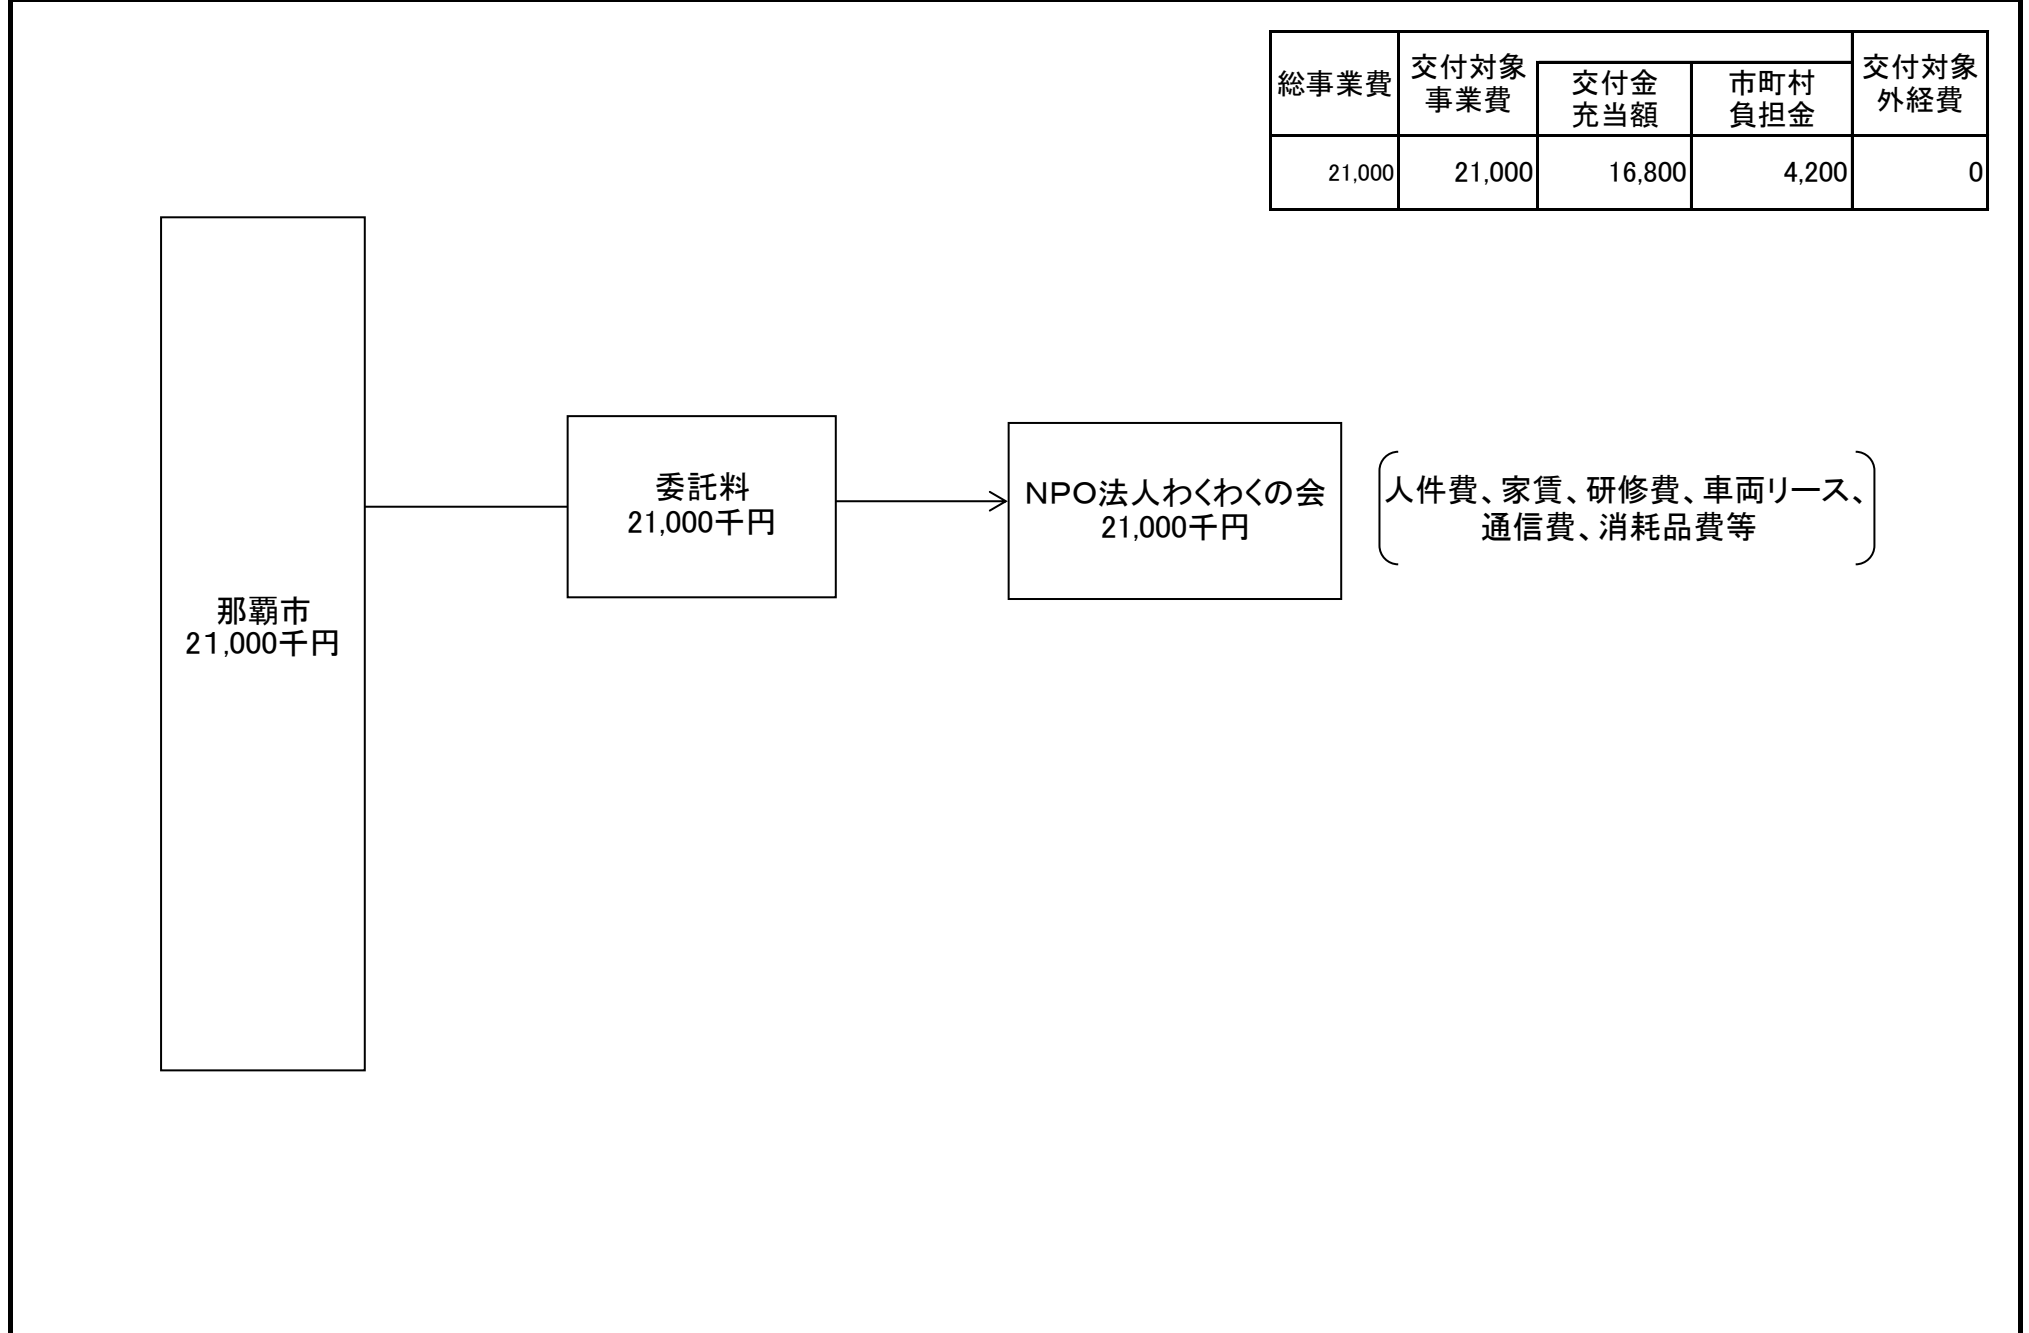 総事業費
交付対象
事業費
交付金
充当額
市町村
負担金
交付対象
外経費
21,000
21,000
16,800
4,200
0
那覇市
21,000千円
委託料
21,000千円
NPO法人わくわくの会
21,000千円
人件費、家賃、研修費、車両リース、
通信費、消耗品費等